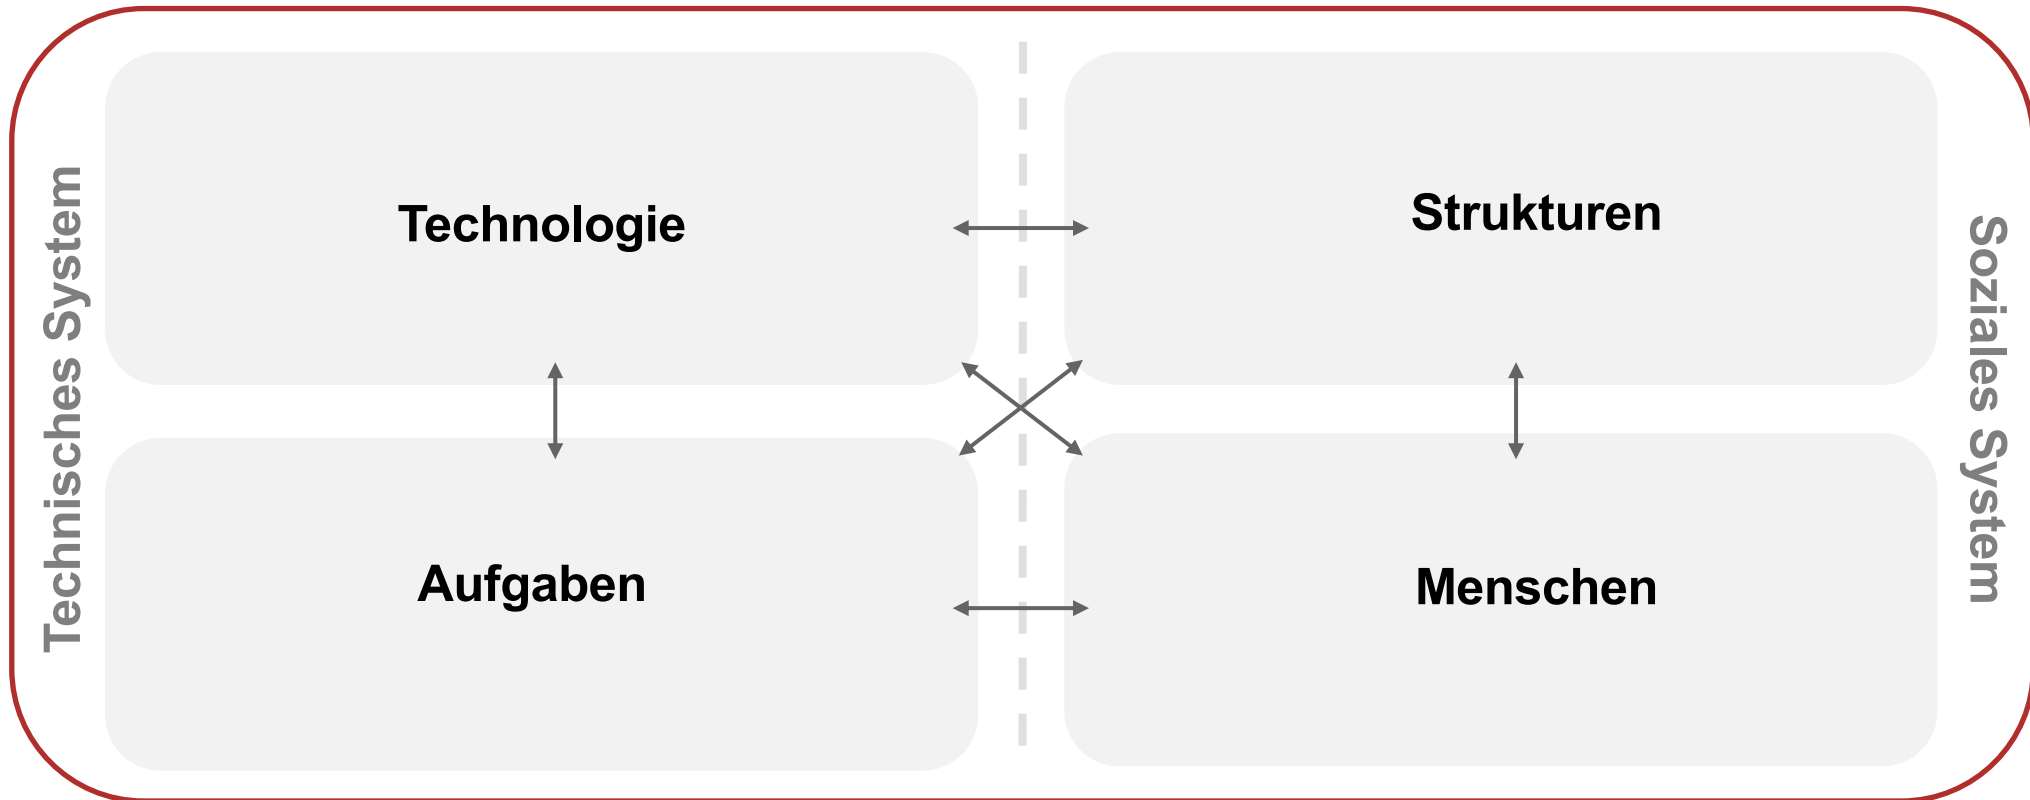 Technisches System
Technologie
Strukturen
Aufgaben
Menschen
Soziales System